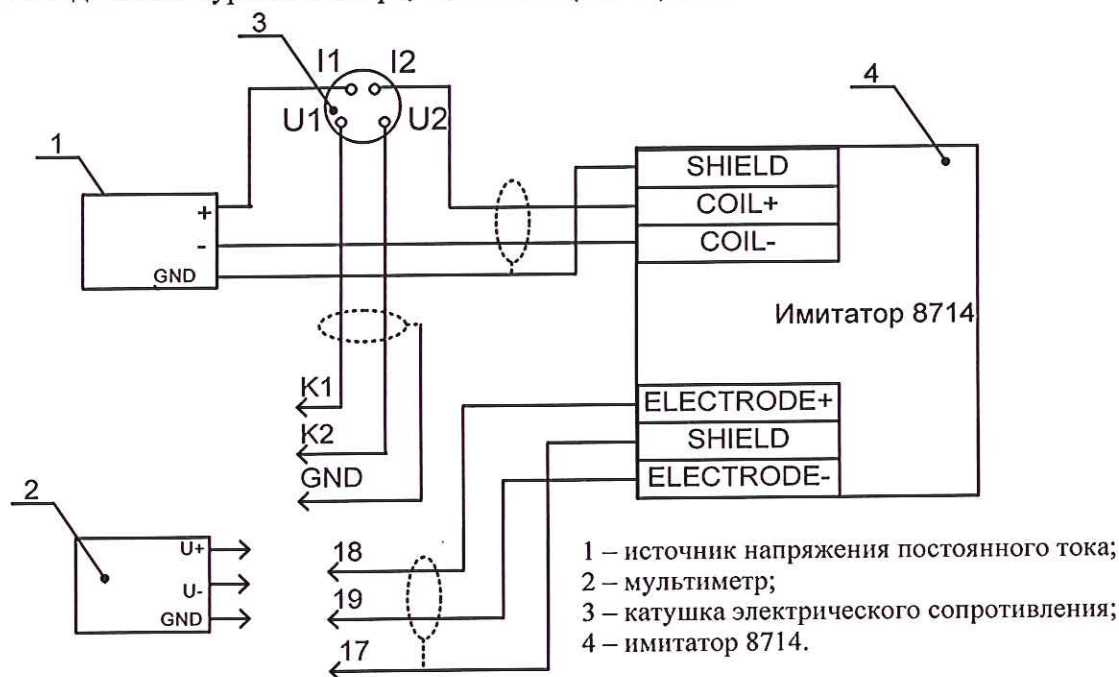 3
I1
I2
4
U1
U2
1
SHIELD
COIL+
COIL-
+
-
GND
Имитатор 8714
K1
K2
GND
ELECTRODE+
SHIELD
ELECTRODE-
2
U+
U-
GND
18
19
17
1 – источник напряжения постоянного тока;
2 – мультиметр;
3 – катушка электрического сопротивления;
4 – имитатор 8714.